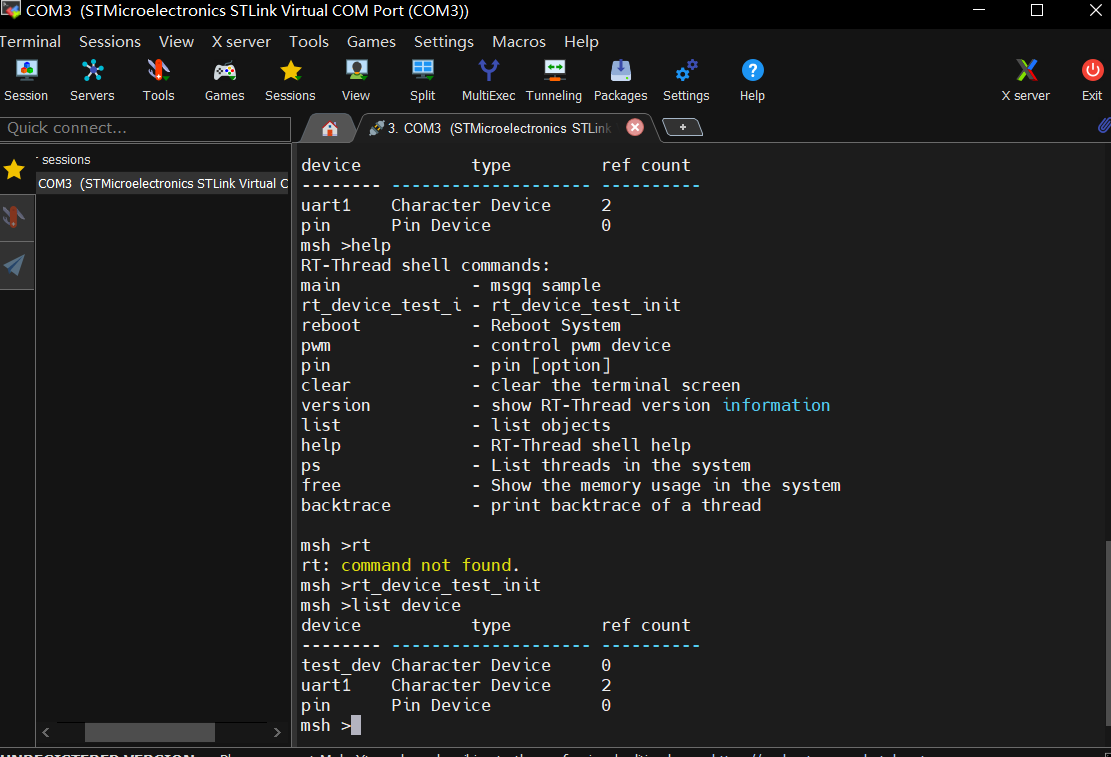 COM3  (STMicroelectronics STLink Virtual COM Port (COM3))
Terminal Sessions View X server Tools Games Settings Macros Help
Session Servers Tools Games Sessions View Split MultiExec Tunneling Packages Settings Help X server Exit
Quick connect...
3. COM3  (STMicroelectronics STLink
sessions
COM3  (STMicroelectronics STLink Virtual C
device           type         ref count
-------- -------------------- ----------
uart1    Character Device     2
pin      Pin Device           0
msh >help
RT-Thread shell commands:
main             - msgq sample
rt_device_test_i - rt_device_test_init
reboot           - Reboot System
pwm              - control pwm device
pin              - pin [option]
clear            - clear the terminal screen
version          - show RT-Thread version information
list             - list objects
help             - RT-Thread shell help
ps               - List threads in the system
free             - Show the memory usage in the system
backtrace        - print backtrace of a thread
msh >rt
rt: command not found.
msh >rt_device_test_init
msh >list device
device           type         ref count
-------- -------------------- ----------
test_dev Character Device     0
uart1    Character Device     2
pin      Pin Device           0
msh >
UNREGISTERED VERSION